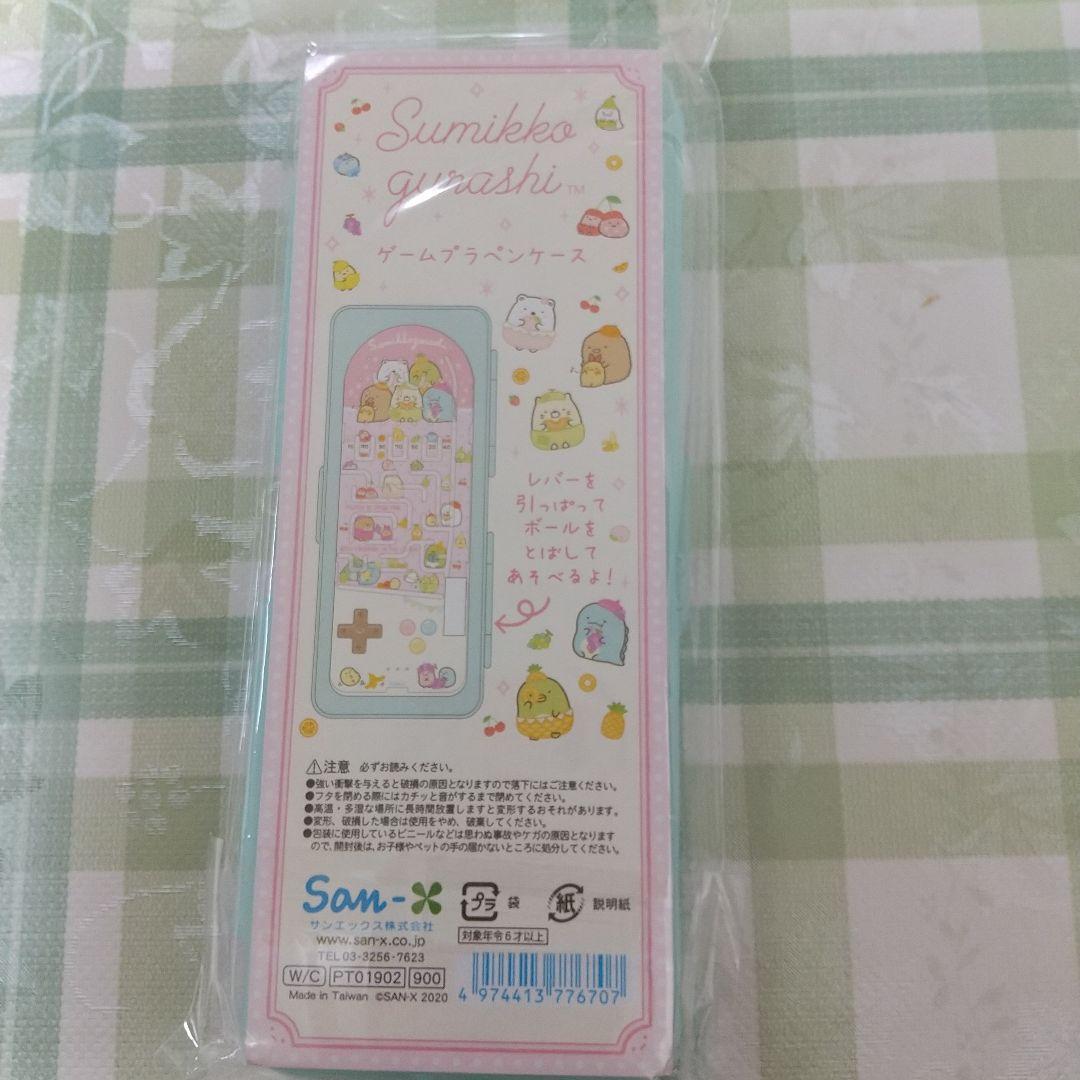 Sumikko
gurashi™
ゲームプラペンケース
Sumikkogurashi
レバーを
引っぱって
ボールを
とばして
あそべるよ!
⚠注意 必ずお読みください。
●強い衝撃を与えると破損の原因となりますので落下にはご注意ください。
●フタを閉める際にはカチッと音がするまで閉めてください。
●高温・多湿な場所に長時間放置しますと変形するおそれがあります。
●変形、破損した場合は使用をやめ、破棄してください。
●包装に使用しているビニールなどは思わぬ事故やケガの原因となります
ので、開封後は、お子様やペットの手の届かないところに処分してください。
San-X
サンエックス株式会社
www.san-x.co.jp
TEL 03-3256-7623
プラ 袋
紙 説明紙
対象年令6才以上
W/C PT01902 900
Made in Taiwan ©SAN-X 2020
4 974413 776707